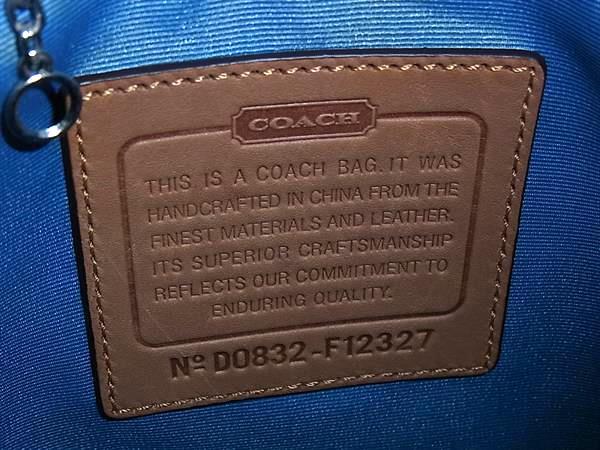 COACH
THIS IS A COACH BAG. IT WAS
HANDCRAFTED IN CHINA FROM THE
FINEST MATERIALS AND LEATHER.
ITS SUPERIOR CRAFTSMANSHIP
REFLECTS OUR COMMITMENT TO
ENDURING QUALITY.
Nº D0832-F12327